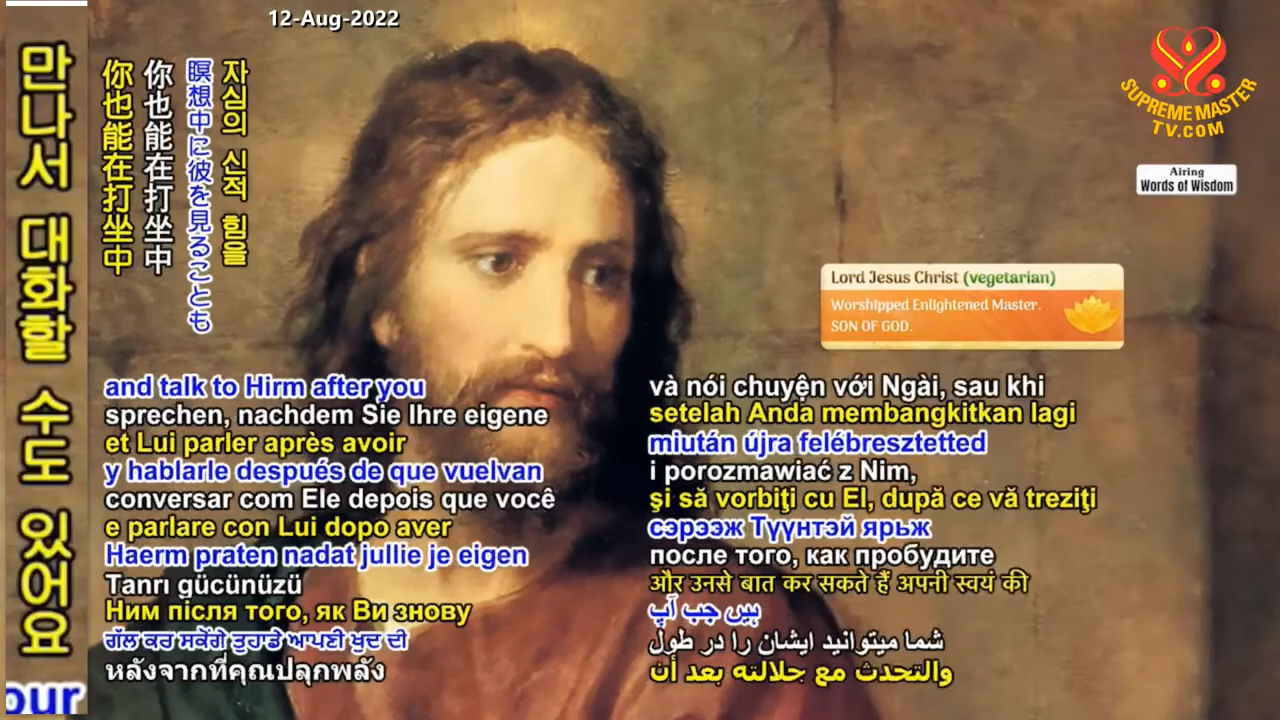 12-Aug-2022
만나서 대화할 수도 있어요
our
你也能在打坐中
你也能在打坐中
瞑想中に彼を見ることも
자심의 신적 힘을
SUPREME MASTER
TV.COM
Airing
Words of Wisdom
Lord Jesus Christ (vegetarian)
Worshipped Enlightened Master.
SON OF GOD.
and talk to Hirm after you
sprechen, nachdem Sie Ihre eigene
et Lui parler après avoir
y hablarle después de que vuelvan
conversar com Ele depois que você
e parlare con Lui dopo aver
Haerm praten nadat jullie je eigen
Tanrı gücünüzü
Ним після того, як Ви знову
ਗੱਲ ਕਰ ਸਕੋਂਗੇ ਤੁਹਾਡੇ ਆਪਣੀ ਖੁਦ ਦੀ
หลังจากที่คุณปลุกพลัง
và nói chuyện với Ngài, sau khi
setelah Anda membangkitkan lagi
miután újra felébresztetted
i porozmawiać z Nim,
şi să vorbiţi cu El, după ce vă treziţi
сэрээж Түүнтэй ярьж
после того, как пробудите
और उनसे बात कर सकते हैं अपनी स्वयं की
ہیں جب آپ
شما میتوانید ایشان را در طول
والتحدث مع جلالته بعد أن